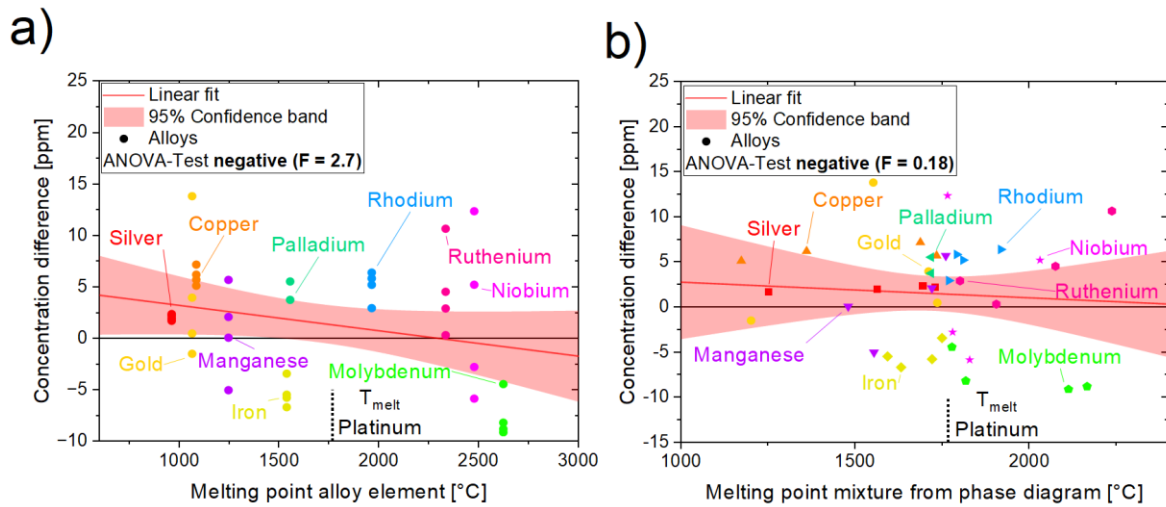 a)
25
20
15
10
5
0
−5
−10
Concentration difference [ppm]
Linear fit
95% Confidence band
Alloys
ANOVA-Test negative (F = 2.7)
Silver
Copper
Palladium
Rhodium
Ruthenium
Niobium
Gold
Manganese
Iron
Molybdenum
Tmelt
Platinum
1000 1500 2000 2500 3000
Melting point alloy element [°C]
b)
25
20
15
10
5
0
-5
-10
-15
Concentration difference [ppm]
Linear fit
95% Confidence band
Alloys
ANOVA-Test negative (F = 0.18)
Copper
Silver
Palladium
Gold
Rhodium
Niobium
Ruthenium
Manganese
Iron
Molybdenum
Tmelt
Platinum
1000 1500 2000
Melting point mixture from phase diagram [°C]